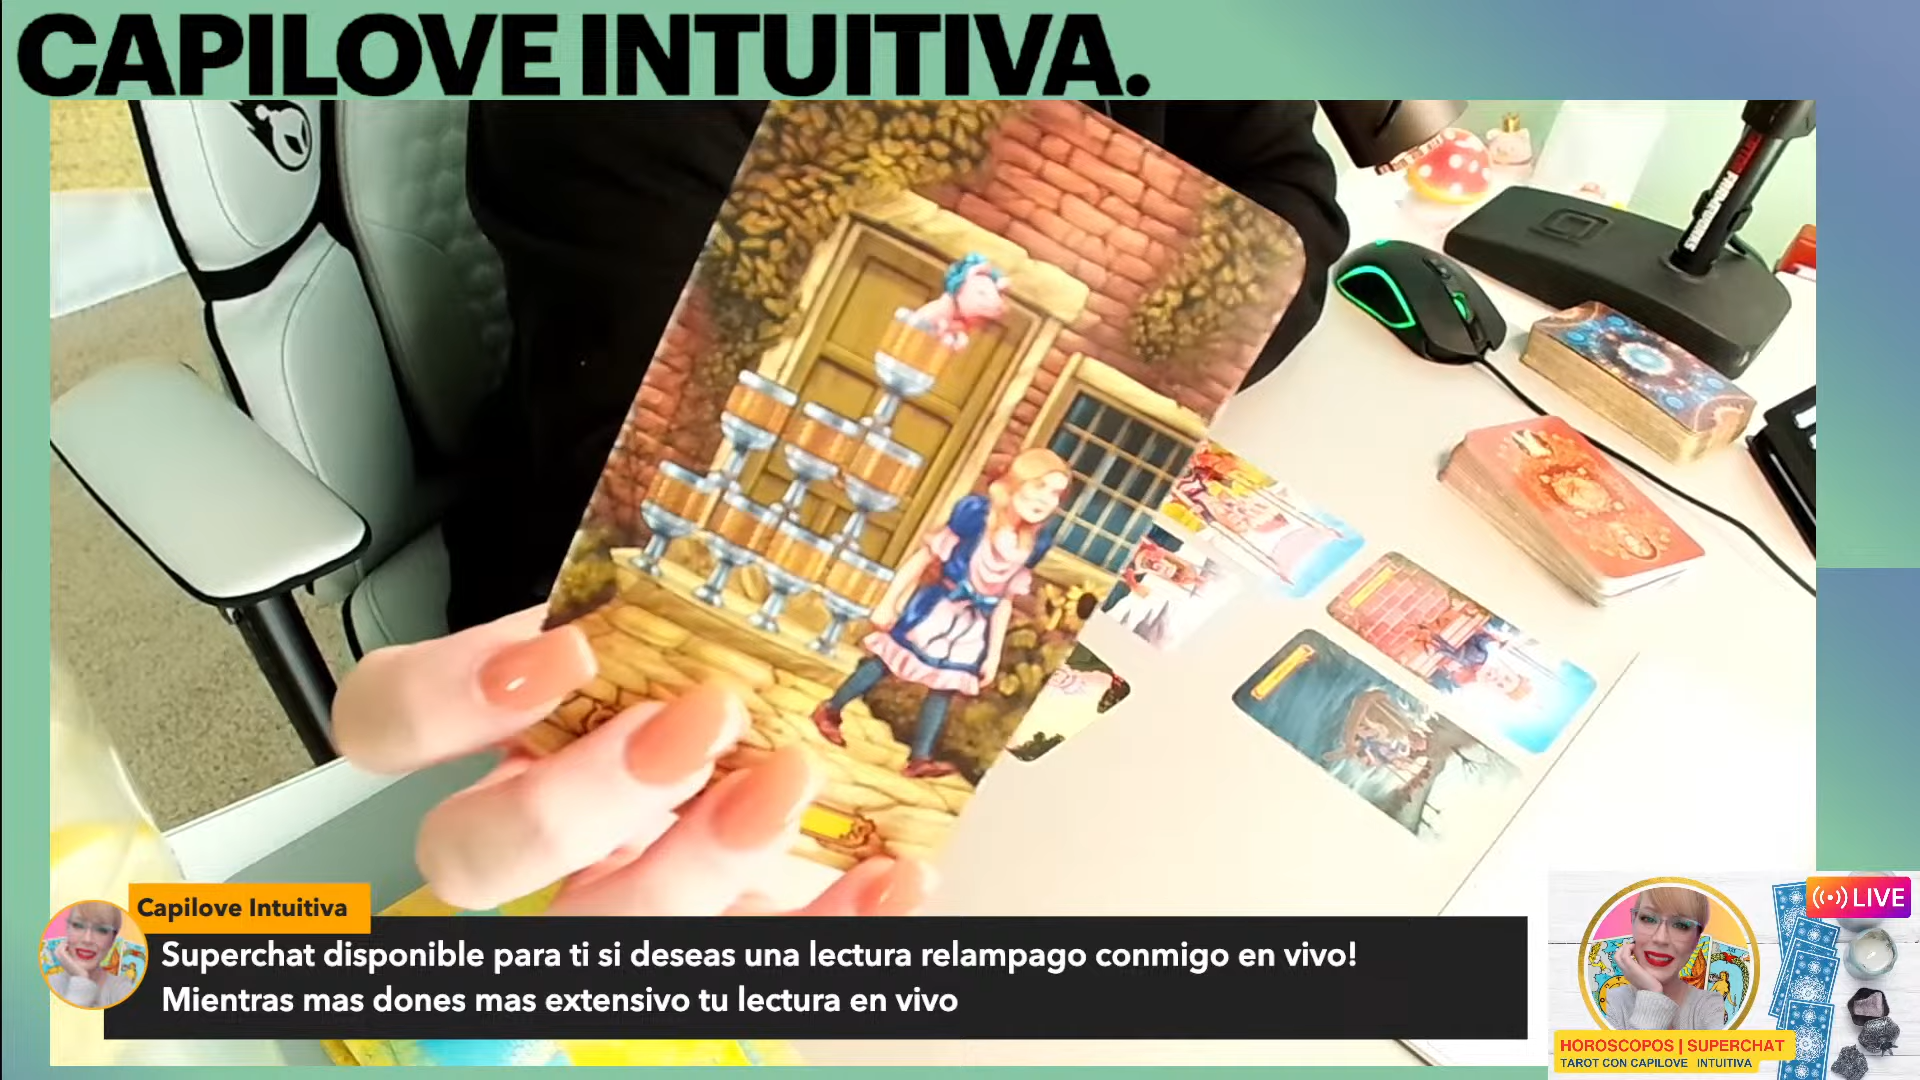 CAPILOVE INTUITIVA.
Capilove Intuitiva
Superchat disponible para ti si deseas una lectura relampago conmigo en vivo!
Mientras mas dones mas extensivo tu lectura en vivo
LIVE
HOROSCOPOS | SUPERCHAT
TAROT CON CAPILOVE INTUITIVA